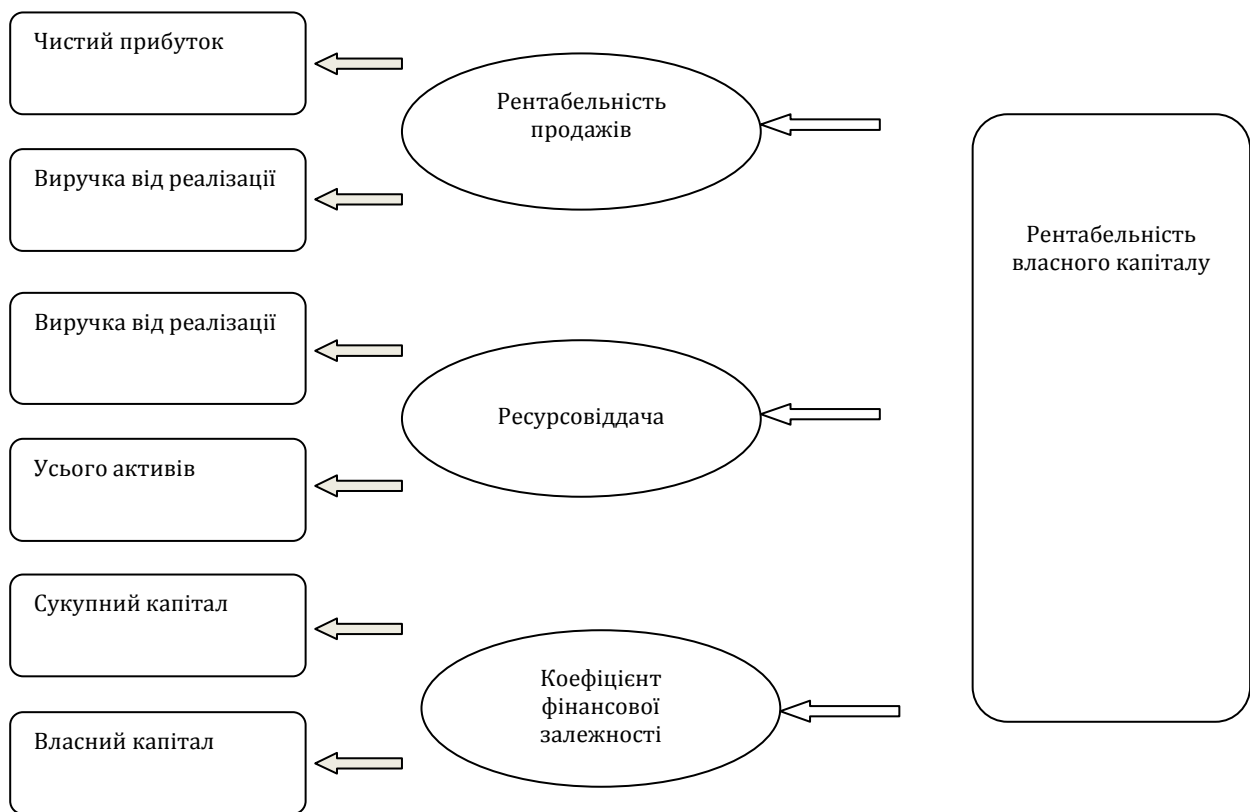 Чистий прибуток
Виручка від реалізації
Рентабельність
продажів
Виручка від реалізації
Усього активів
Ресурсовіддача
Сукупний капітал
Власний капітал
Коефіцієнт
фінансової
залежності
Рентабельність
власного капіталу